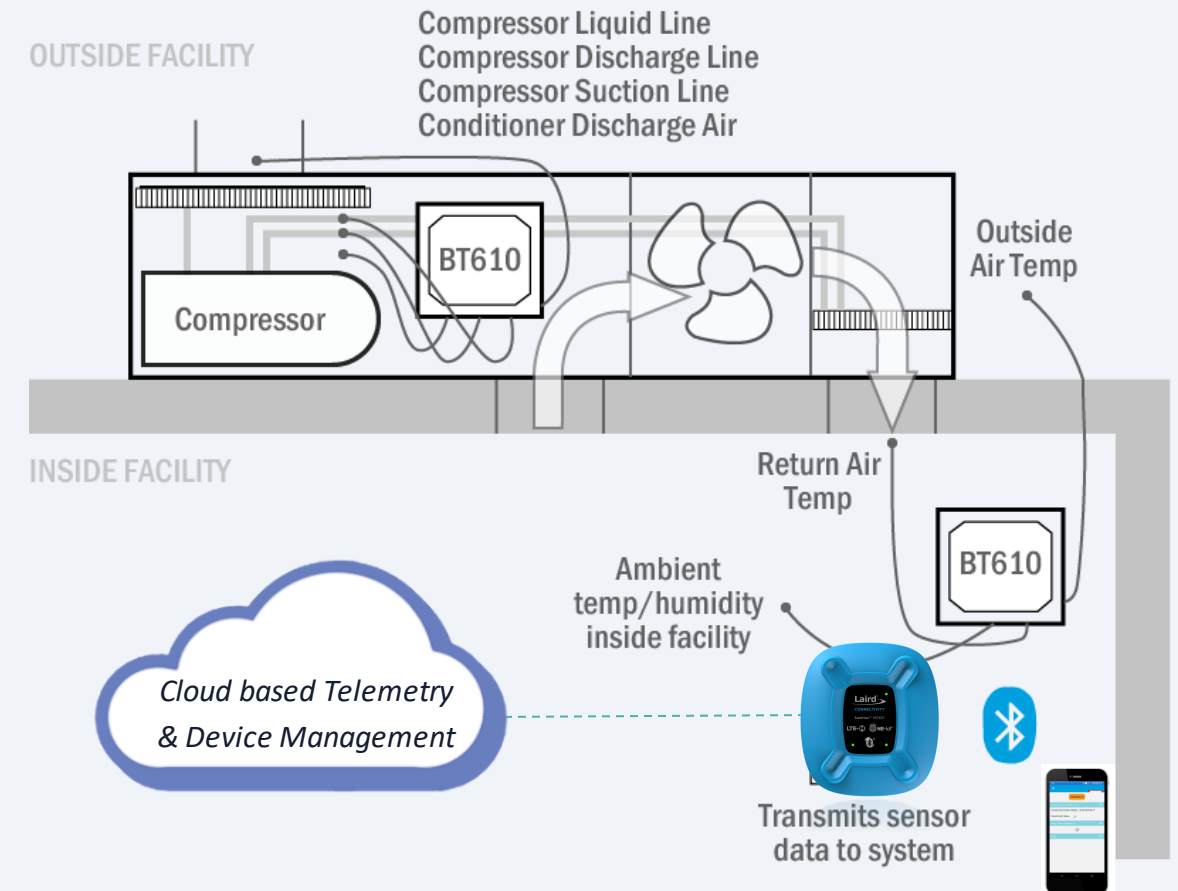 OUTSIDE FACILITY
Compressor Liquid Line
Compressor Discharge Line
Compressor Suction Line
Conditioner Discharge Air
BT610
Compressor
Outside
Air Temp
INSIDE FACILITY
Return Air
Temp
BT610
Ambient
temp/humidity
inside facility
Cloud based Telemetry
& Device Management
Laird
CONNECTIVITY
LTE-M
NB-IoT
Transmits sensor
data to system